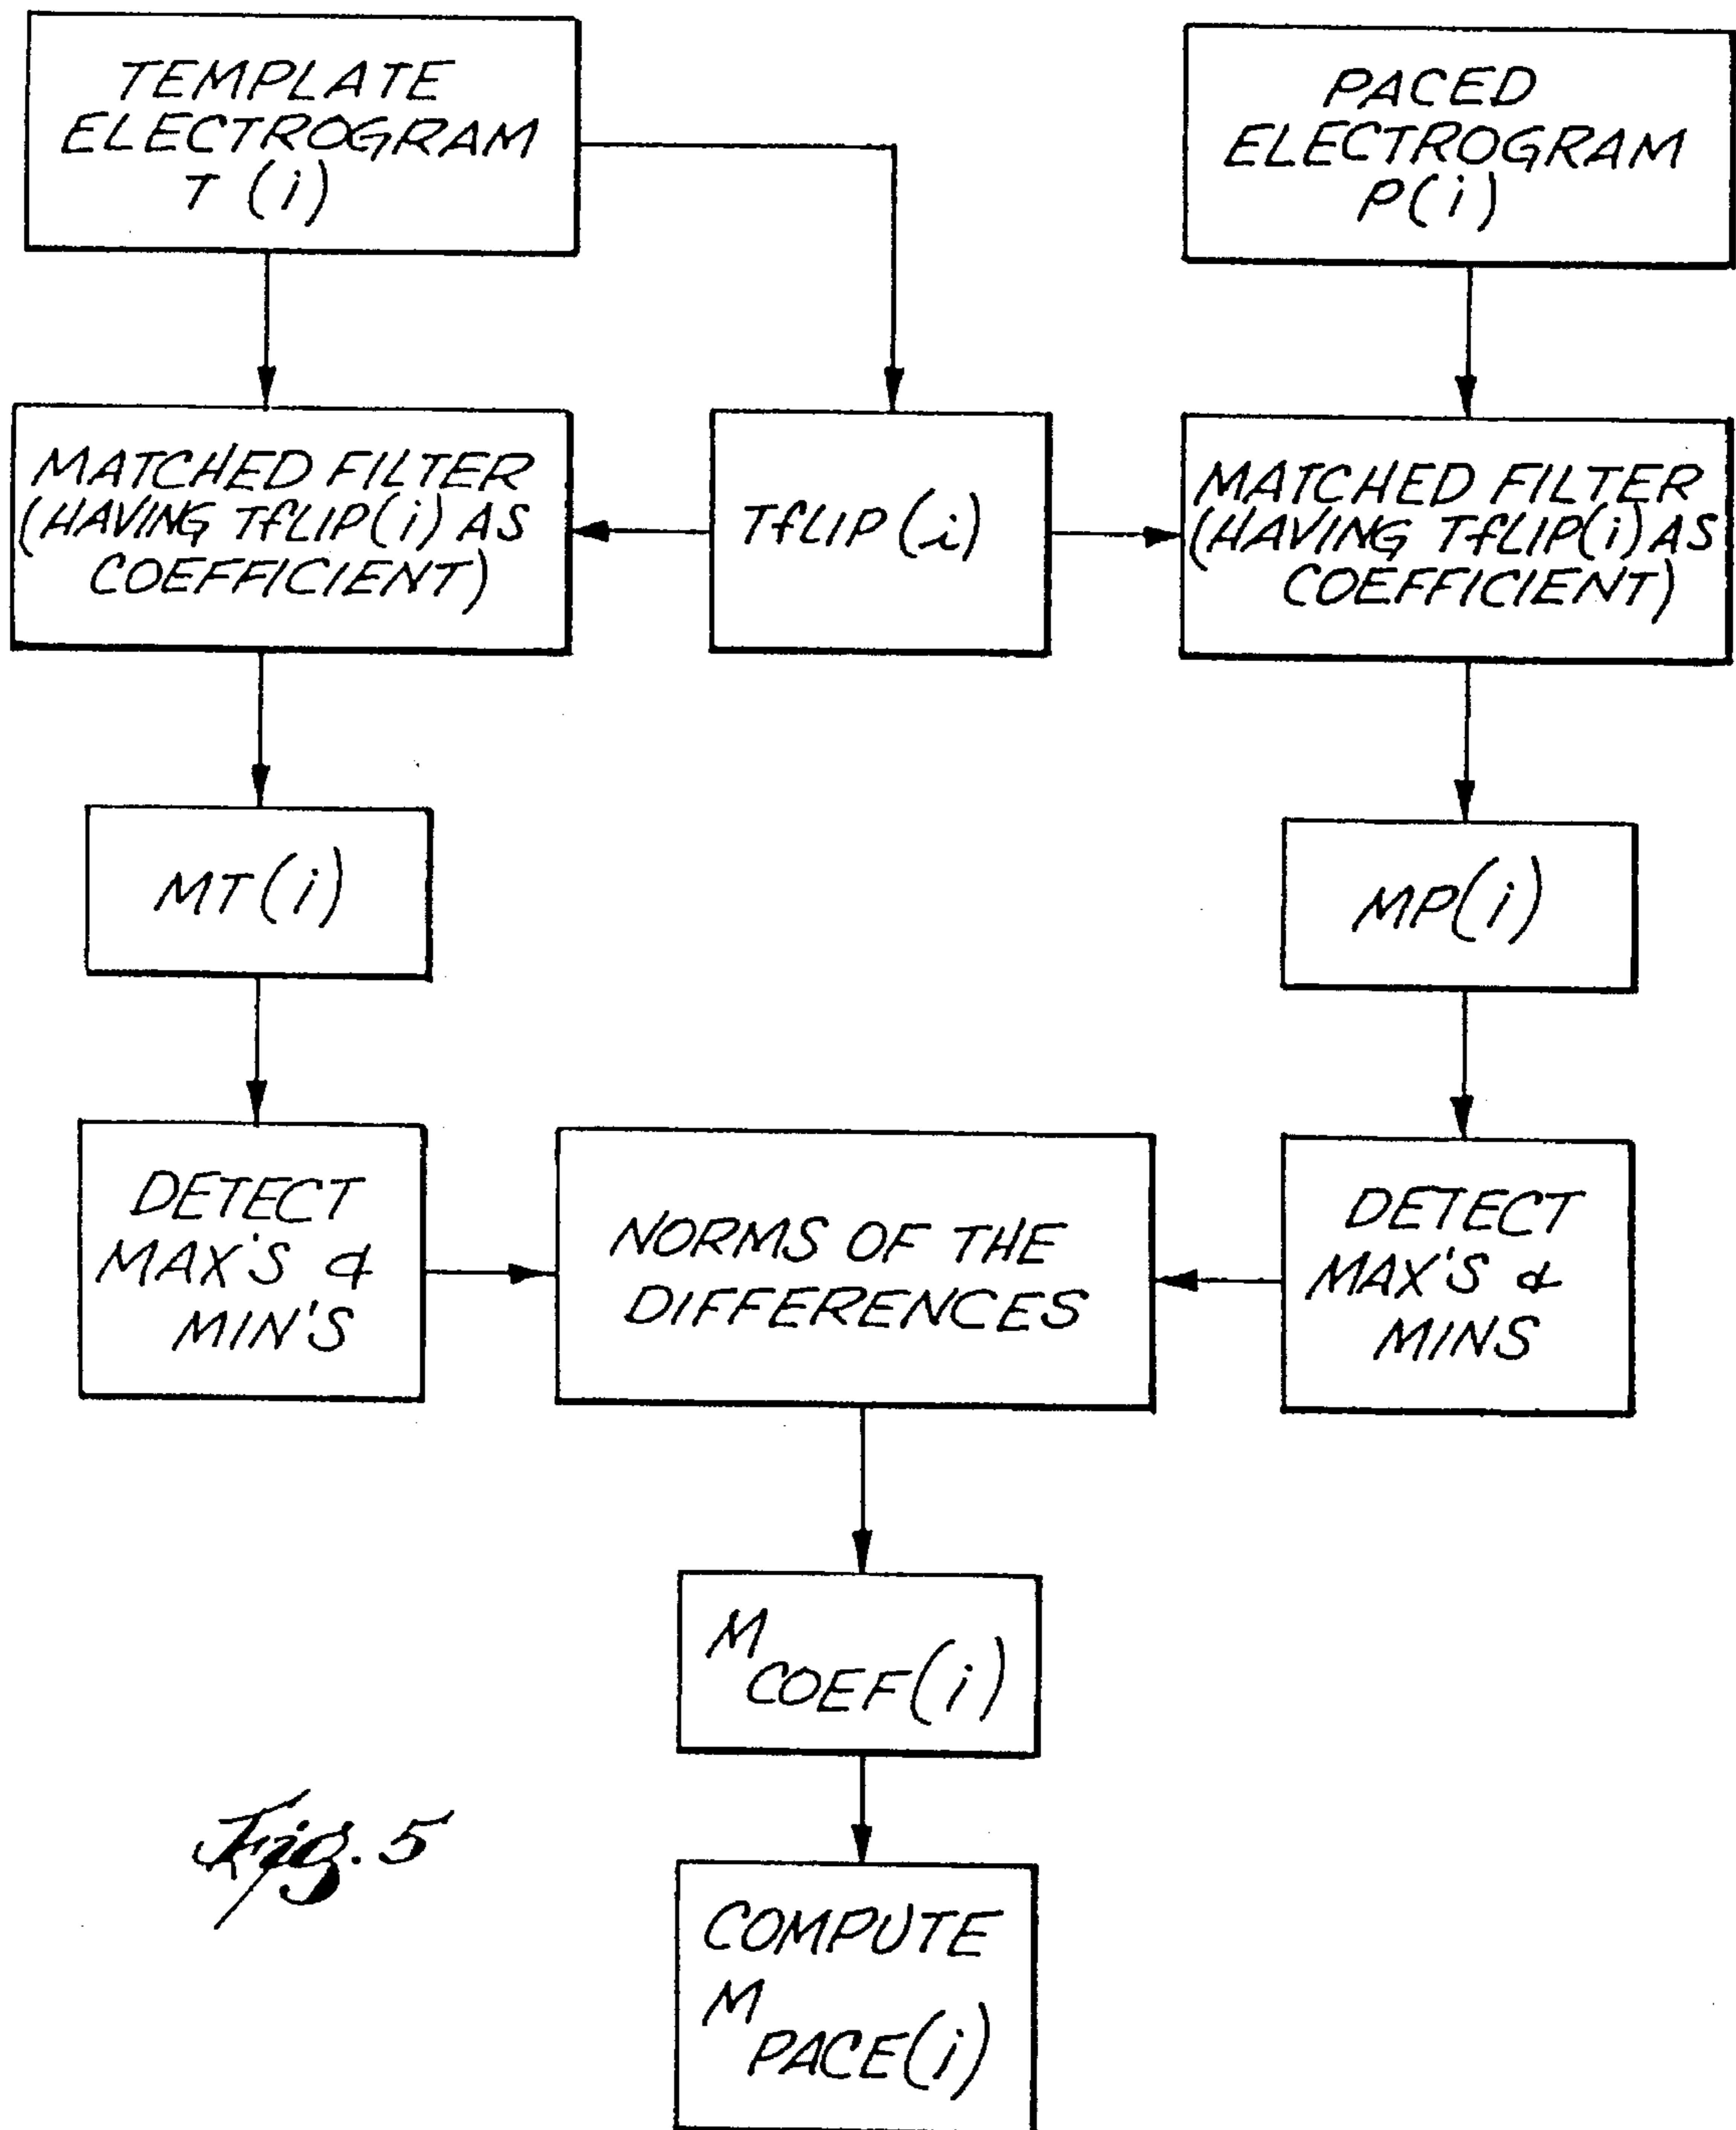 TEMPLATE
ELECTROGRAM
T (i)
PACED
ELECTROGRAM
P(i)
MATCHED FILTER
(HAVING TfLIP(i) AS
COEFFICIENT)
TfLIP (i)
MATCHED FILTER
(HAVING TfLIP(i) AS
COEFFICIENT)
MT (i)
MP(i)
DETECT
MAX'S &
MIN'S
NORMS OF THE
DIFFERENCES
DETECT
MAX'S &
MINS
M
COEF(i)
COMPUTE
M
PACE(i)
Fig. 5